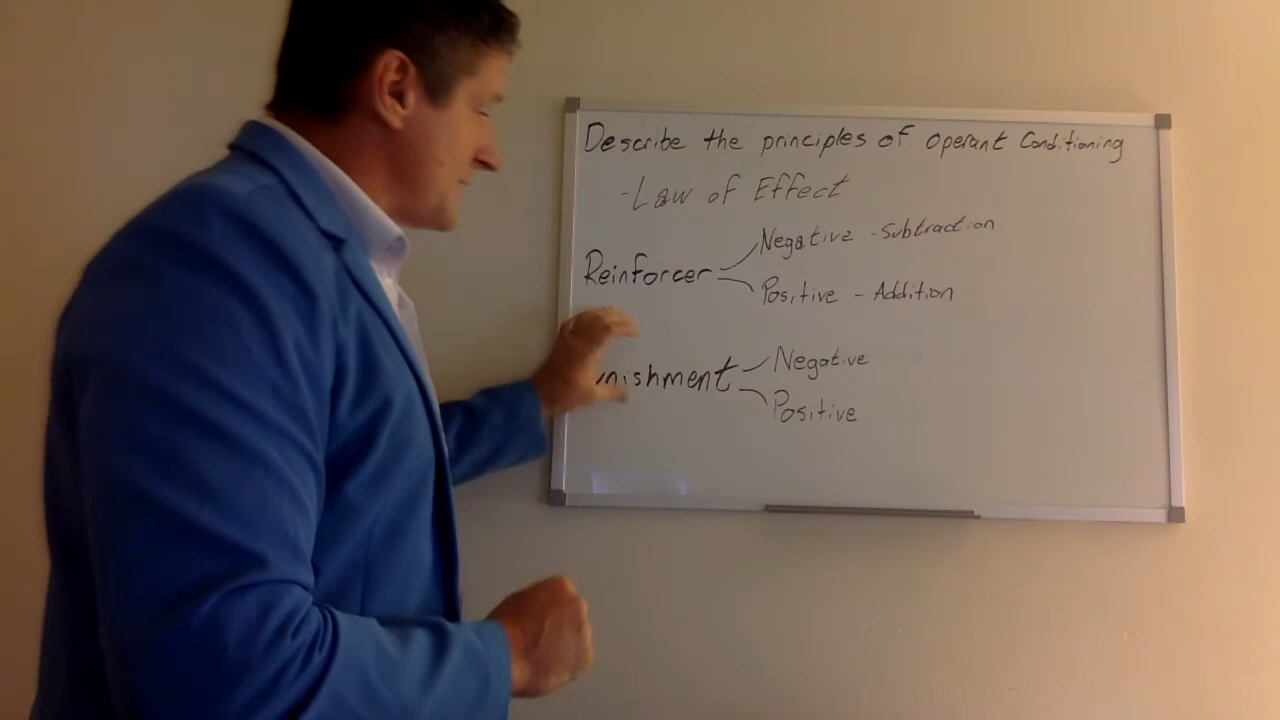 Describe the principles of Operant Conditioning
-Law of Effect
Negative - Subtraction
Reinforcer
Positive - Addition
Negative
nishment
Positive